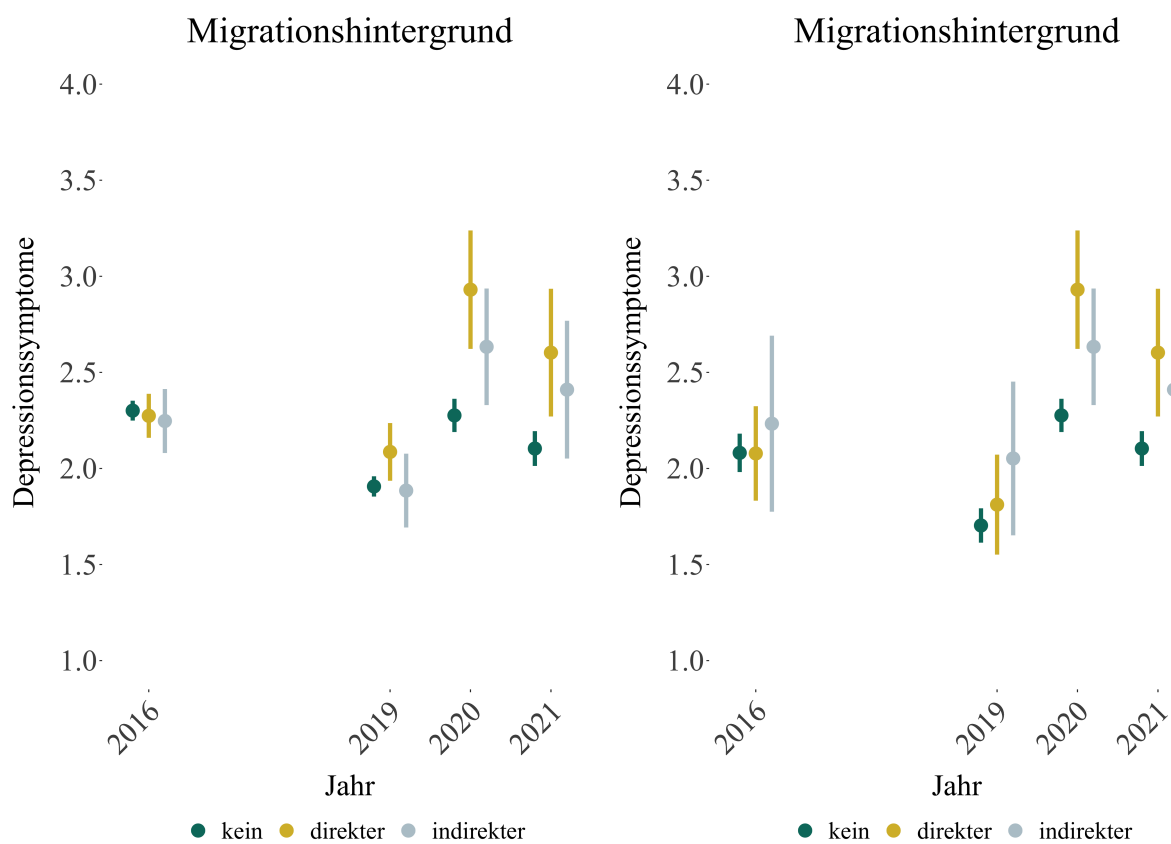 Migrationshintergrund
4.0
3.5
3.0
2.5
2.0
1.5
1.0
Depressionssymptome
2016
2019
2020
2021
Jahr
kein direkter indirekter
Migrationshintergrund
4.0
3.5
3.0
2.5
2.0
1.5
1.0
Depressionssymptome
2016
2019
2020
2021
Jahr
kein direkter indirekter